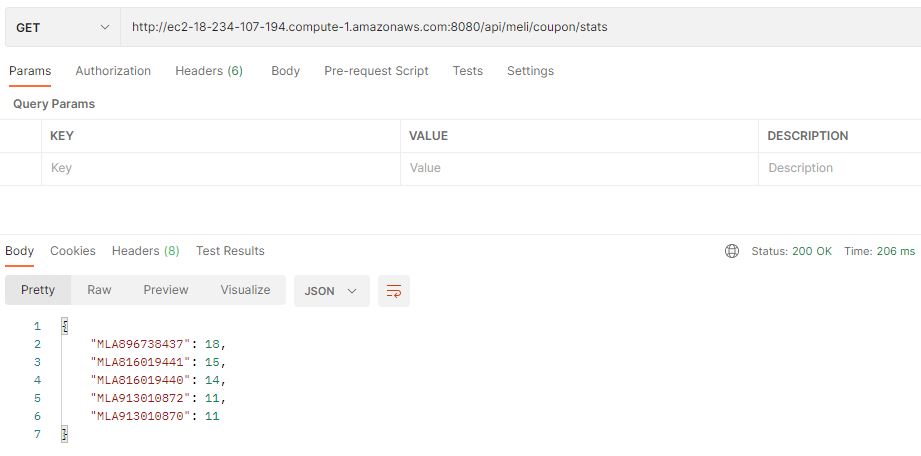 GET http://ec2-18-234-107-194.compute-1.amazonaws.com:8080/api/meli/coupon/stats
Params Authorization Headers (6) Body Pre-request Script Tests Settings
Query Params
KEY VALUE DESCRIPTION
Key Value Description
Body Cookies Headers (8) Test Results Status: 200 OK Time: 206 ms
Pretty Raw Preview Visualize JSON
1 {
2 "MLA896738437": 18,
3 "MLA816019441": 15,
4 "MLA816019440": 14,
5 "MLA913010872": 11,
6 "MLA913010870": 11
7 }